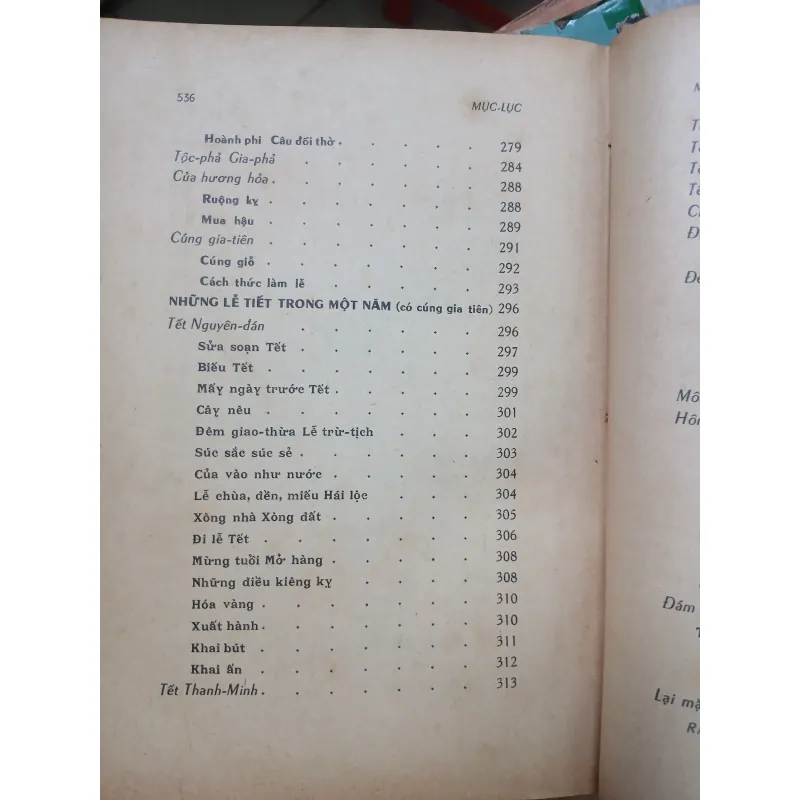 536 MỤC-LỤC
Hoành phi Câu đối thờ . . . . . 279
Tộc-phả Gia-phả . . . . . . 284
Của hương hỏa . . . . . . 288
Ruộng kỵ . . . . . . 288
Mua hậu . . . . . . 289
Cúng gia-tiên . . . . . . 291
Cúng giỗ . . . . . . 292
Cách thức làm lễ . . . . . 293
NHỮNG LỄ TIẾT TRONG MỘT NĂM (có cúng gia tiên) 296
Tết Nguyên-đán . . . . . . 296
Sửa soạn Tết . . . . . 297
Biếu Tết . . . . . . 299
Mấy ngày trước Tết . . . . . 299
Cây nêu . . . . . . 301
Đêm giao-thừa Lễ trừ-tịch . . . 302
Súc sắc súc sẻ . . . . . . 303
Của vào như nước . . . . . 304
Lễ chùa, đền, miếu Hái lộc . . . 304
Xông nhà Xông đất . . . . . 305
Đi lễ Tết . . . . . . 306
Mừng tuổi Mở hàng . . . . . 308
Những điều kiêng kỵ . . . . 308
Hóa vàng . . . . . . 310
Xuất hành . . . . . . 310
Khai bút . . . . . . 311
Khai ấn . . . . . . 312
Tết Thanh-Minh . . . . . . 313
Đám
Lại